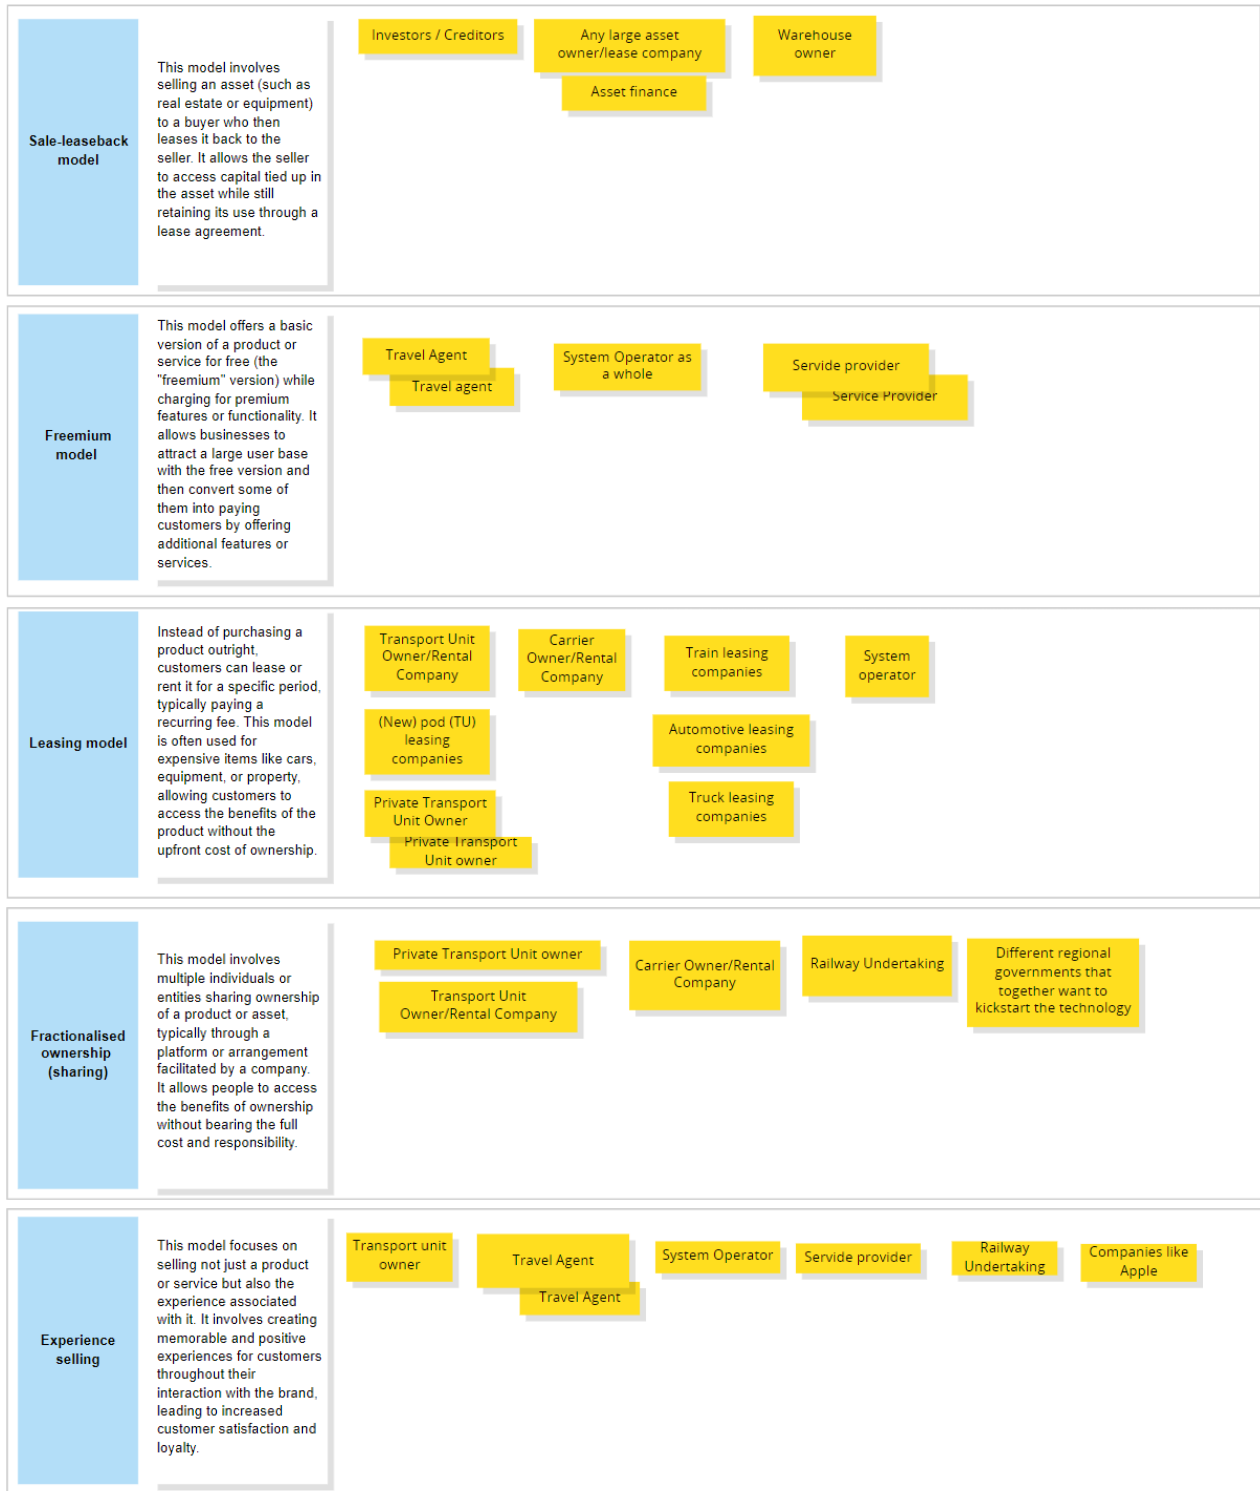 Sale-leaseback
model
This model involves
selling an asset (such as
real estate or equipment)
to a buyer who then
leases it back to the
seller. It allows the seller
to access capital tied up in
the asset while still
retaining its use through a
lease agreement.
Investors / Creditors
Any large asset
owner/lease company
Asset finance
Warehouse
owner
Freemium
model
This model offers a basic
version of a product or
service for free (the
"freemium" version) while
charging for premium
features or functionality. It
allows businesses to
attract a large user base
with the free version and
then convert some of
them into paying
customers by offering
additional features or
services.
Travel Agent
Travel agent
System Operator as
a whole
Servide provider
Service Provider
Leasing model
Instead of purchasing a
product outright,
customers can lease or
rent it for a specific period,
typically paying a
recurring fee. This model
is often used for
expensive items like cars,
equipment, or property,
allowing customers to
access the benefits of the
product without the
upfront cost of ownership.
Transport Unit
Owner/Rental
Company
Carrier
Owner/Rental
Company
Train leasing
companies
System
operator
(New) pod (TU)
leasing
companies
Automotive leasing
companies
Private Transport
Unit Owner
Private Transport
Unit owner
Truck leasing
companies
Fractionalised
ownership
(sharing)
This model involves
multiple individuals or
entities sharing ownership
of a product or asset,
typically through a
platform or arrangement
facilitated by a company.
It allows people to access
the benefits of ownership
without bearing the full
cost and responsibility.
Private Transport Unit owner
Transport Unit
Owner/Rental Company
Carrier Owner/Rental
Company
Railway Undertaking
Different regional
governments that
together want to
kickstart the technology
Experience
selling
This model focuses on
selling not just a product
or service but also the
experience associated
with it. It involves creating
memorable and positive
experiences for customers
throughout their
interaction with the brand,
leading to increased
customer satisfaction and
loyalty.
Transport unit
owner
Travel Agent
Travel Agent
System Operator
Servide provider
Railway
Undertaking
Companies like
Apple